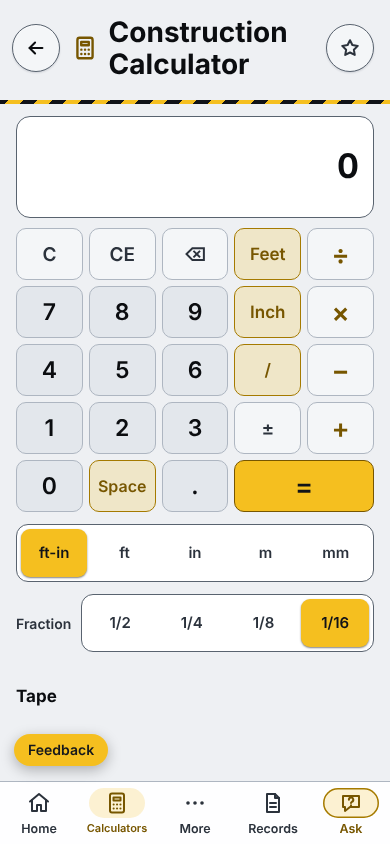 Construction
Calculator
0
C CE Feet ÷
7 8 9 Inch ×
4 5 6 / −
1 2 3 ± +
0 Space . =
ft-in ft in m mm
Fraction 1/2 1/4 1/8 1/16
Tape
Feedback
Home Calculators More Records Ask